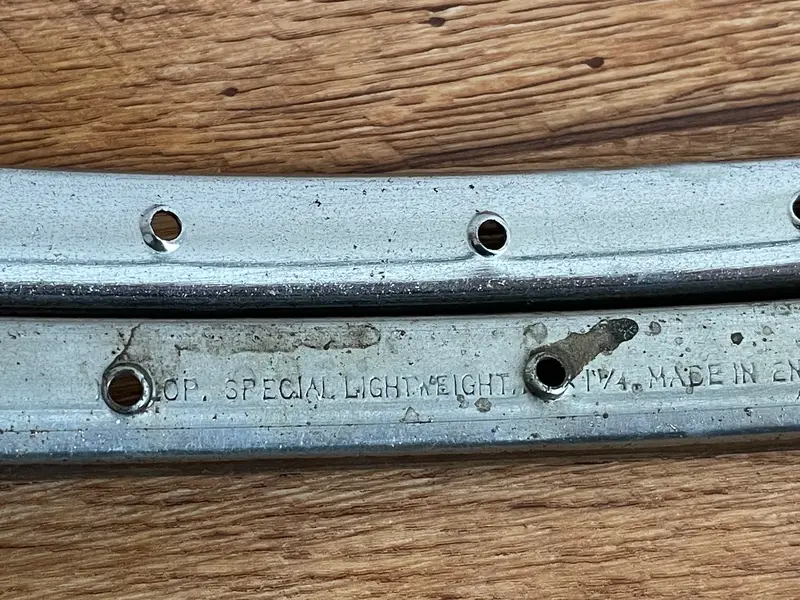 LOP. SPECIAL LIGHTWEIGHT. X 1¼. MADE IN EN